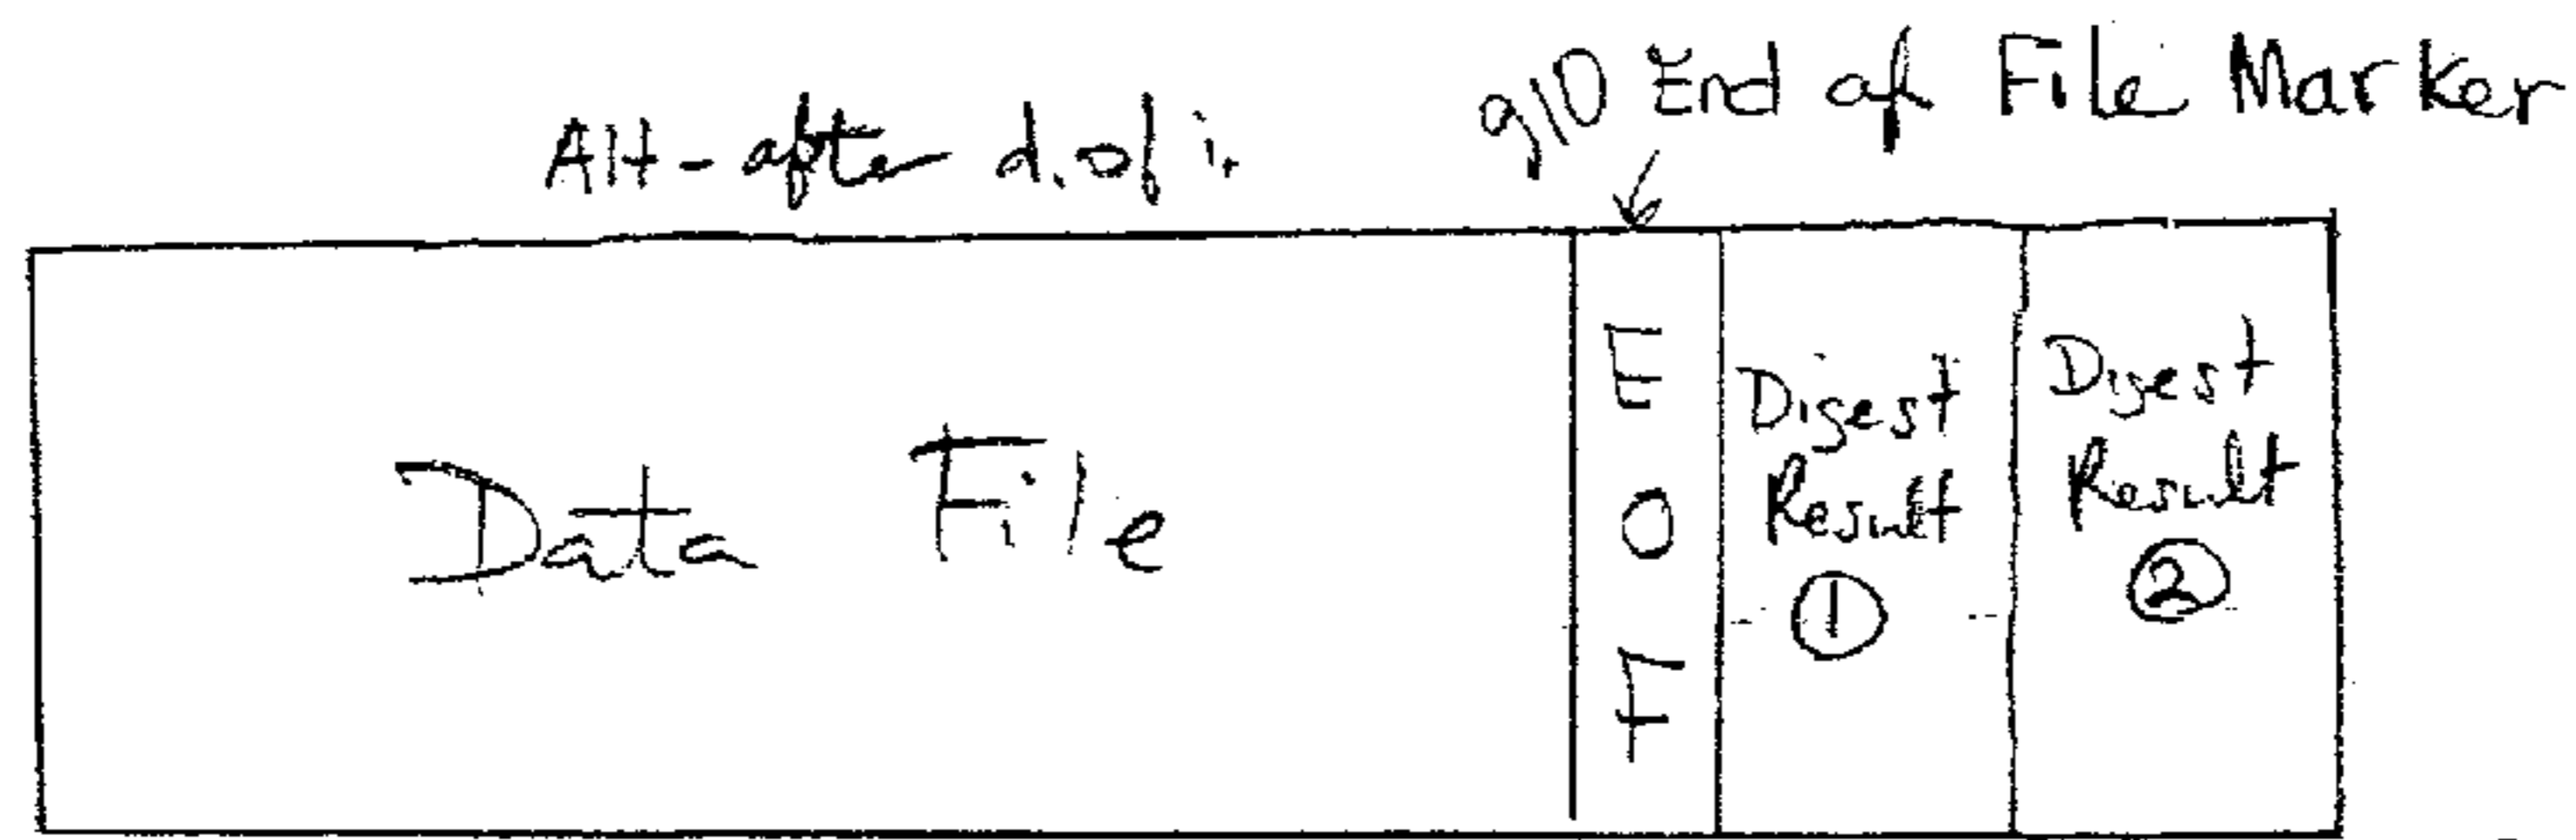 910 End of File Marker
Alt - after d. of i.
Data File
E
O
F
Digest
Result
1
Digest
Result
2